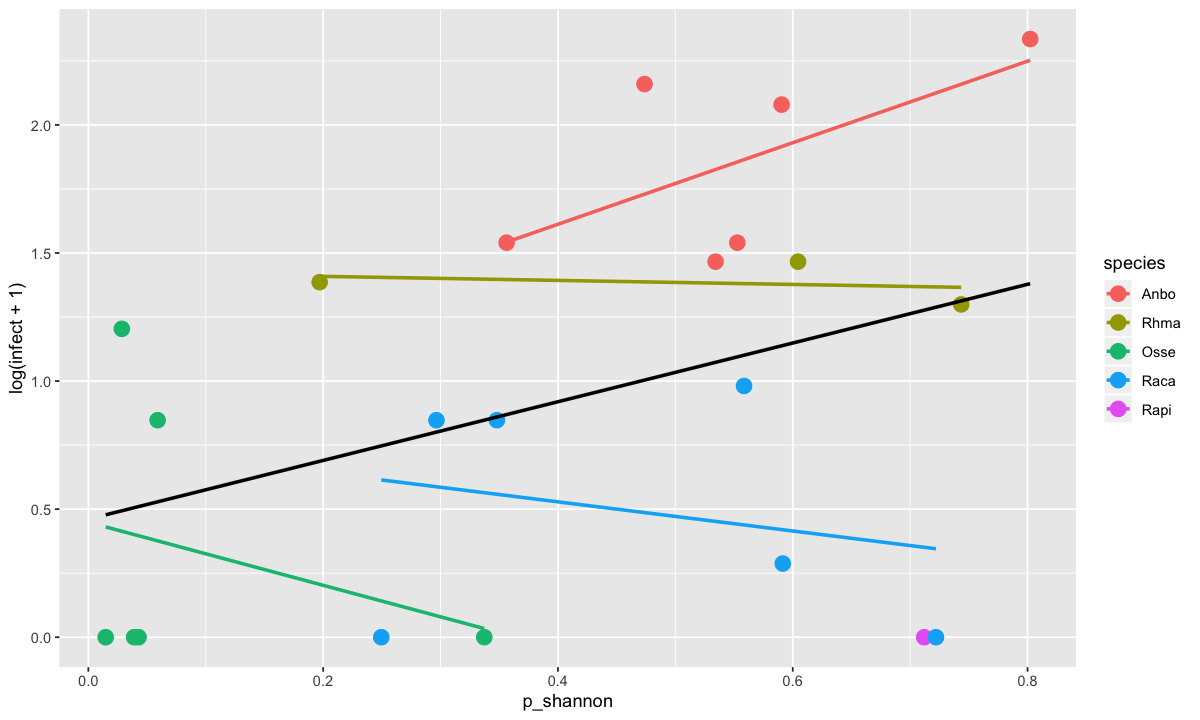 log(infect + 1)
2.0
1.5
1.0
0.5
0.0
0.0 0.2 0.4 0.6 0.8
p_shannon
species
Anbo
Rhma
Osse
Raca
Rapi